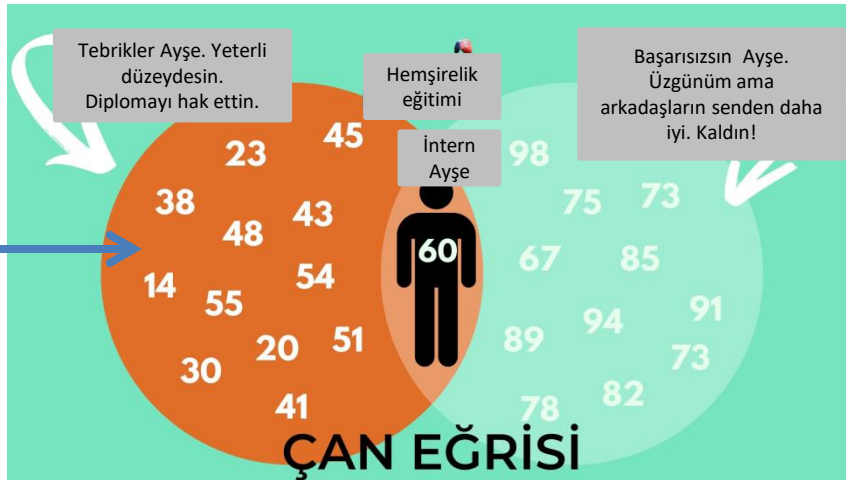 Tebrikler Ayşe. Yeterli
düzeydesin.
Diplomayı hak ettin.
Hemşirelik
eğitimi
Başarısızsın Ayşe.
Üzgünüm ama
arkadaşların senden daha
iyi. Kaldın!
İntern
Ayşe
45
23
38
43
48
54
14
55
51
20
30
41
60
98
75
73
67
85
91
94
89
73
82
78
ÇAN EĞRİSİ